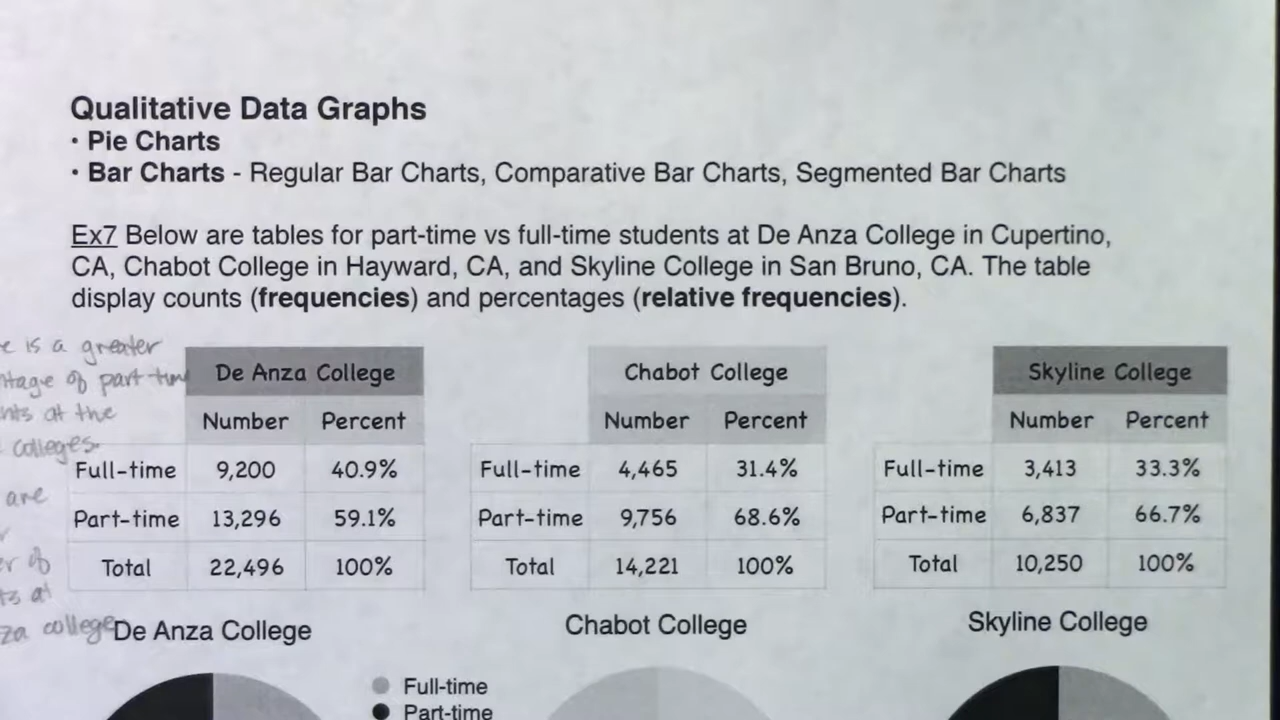 Qualitative Data Graphs
· Pie Charts
· Bar Charts - Regular Bar Charts, Comparative Bar Charts, Segmented Bar Charts
Ex7 Below are tables for part-time vs full-time students at De Anza College in Cupertino,
CA, Chabot College in Hayward, CA, and Skyline College in San Bruno, CA. The table
display counts (frequencies) and percentages (relative frequencies).
is a greater
of part time
at the
colleges.
are
of
at
college
De Anza College
Number Percent
Full-time 9,200 40.9%
Part-time 13,296 59.1%
Total 22,496 100%
Chabot College
Number Percent
Full-time 4,465 31.4%
Part-time 9,756 68.6%
Total 14,221 100%
Skyline College
Number Percent
Full-time 3,413 33.3%
Part-time 6,837 66.7%
Total 10,250 100%
De Anza College
Chabot College
Skyline College
Full-time
Part-time